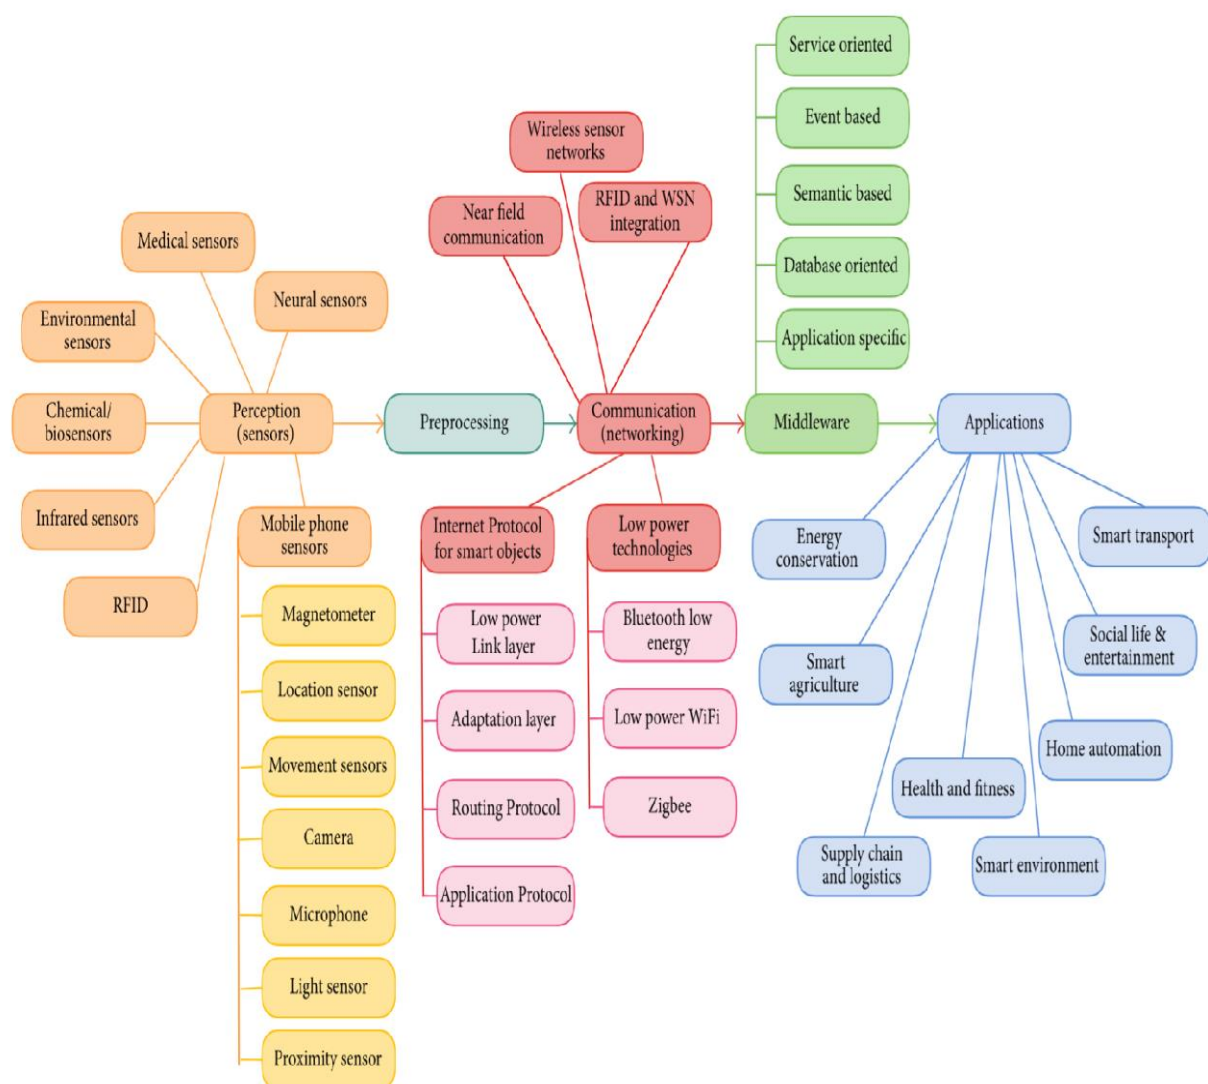 Service oriented
Event based
Semantic based
Database oriented
Application specific
Wireless sensor
networks
RFID and WSN
integration
Near field
communication
Medical sensors
Neural sensors
Environmental
sensors
Chemical/
biosensors
Infrared sensors
RFID
Perception
(sensors)
Preprocessing
Communication
(networking)
Middleware
Applications
Mobile phone
sensors
Magnetometer
Location sensor
Movement sensors
Camera
Microphone
Light sensor
Proximity sensor
Internet Protocol
for smart objects
Low power
Link layer
Adaptation layer
Routing Protocol
Application Protocol
Low power
technologies
Bluetooth low
energy
Low power WiFi
Zigbee
Energy
conservation
Smart
agriculture
Supply chain
and logistics
Health and fitness
Smart environment
Home automation
Social life &
entertainment
Smart transport